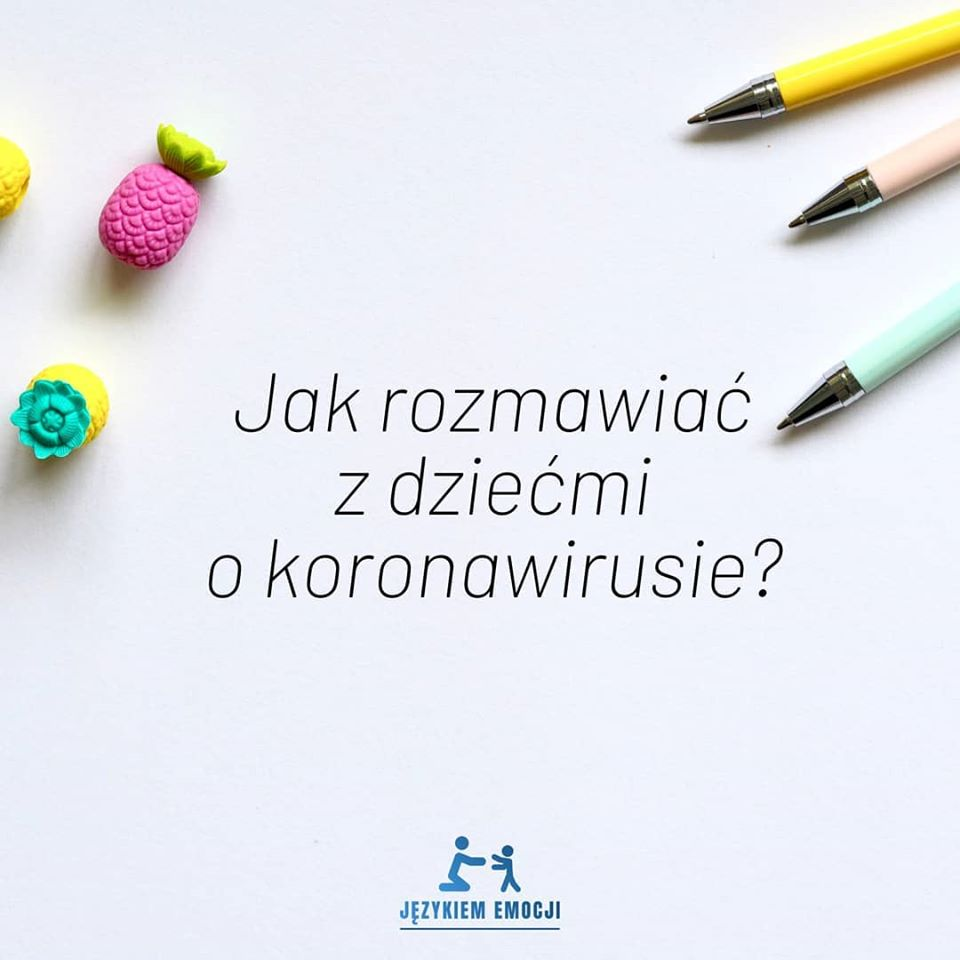 Jak rozmawiać
z dziećmi
o koronawirusie?
JĘZYKIEM EMOCJI